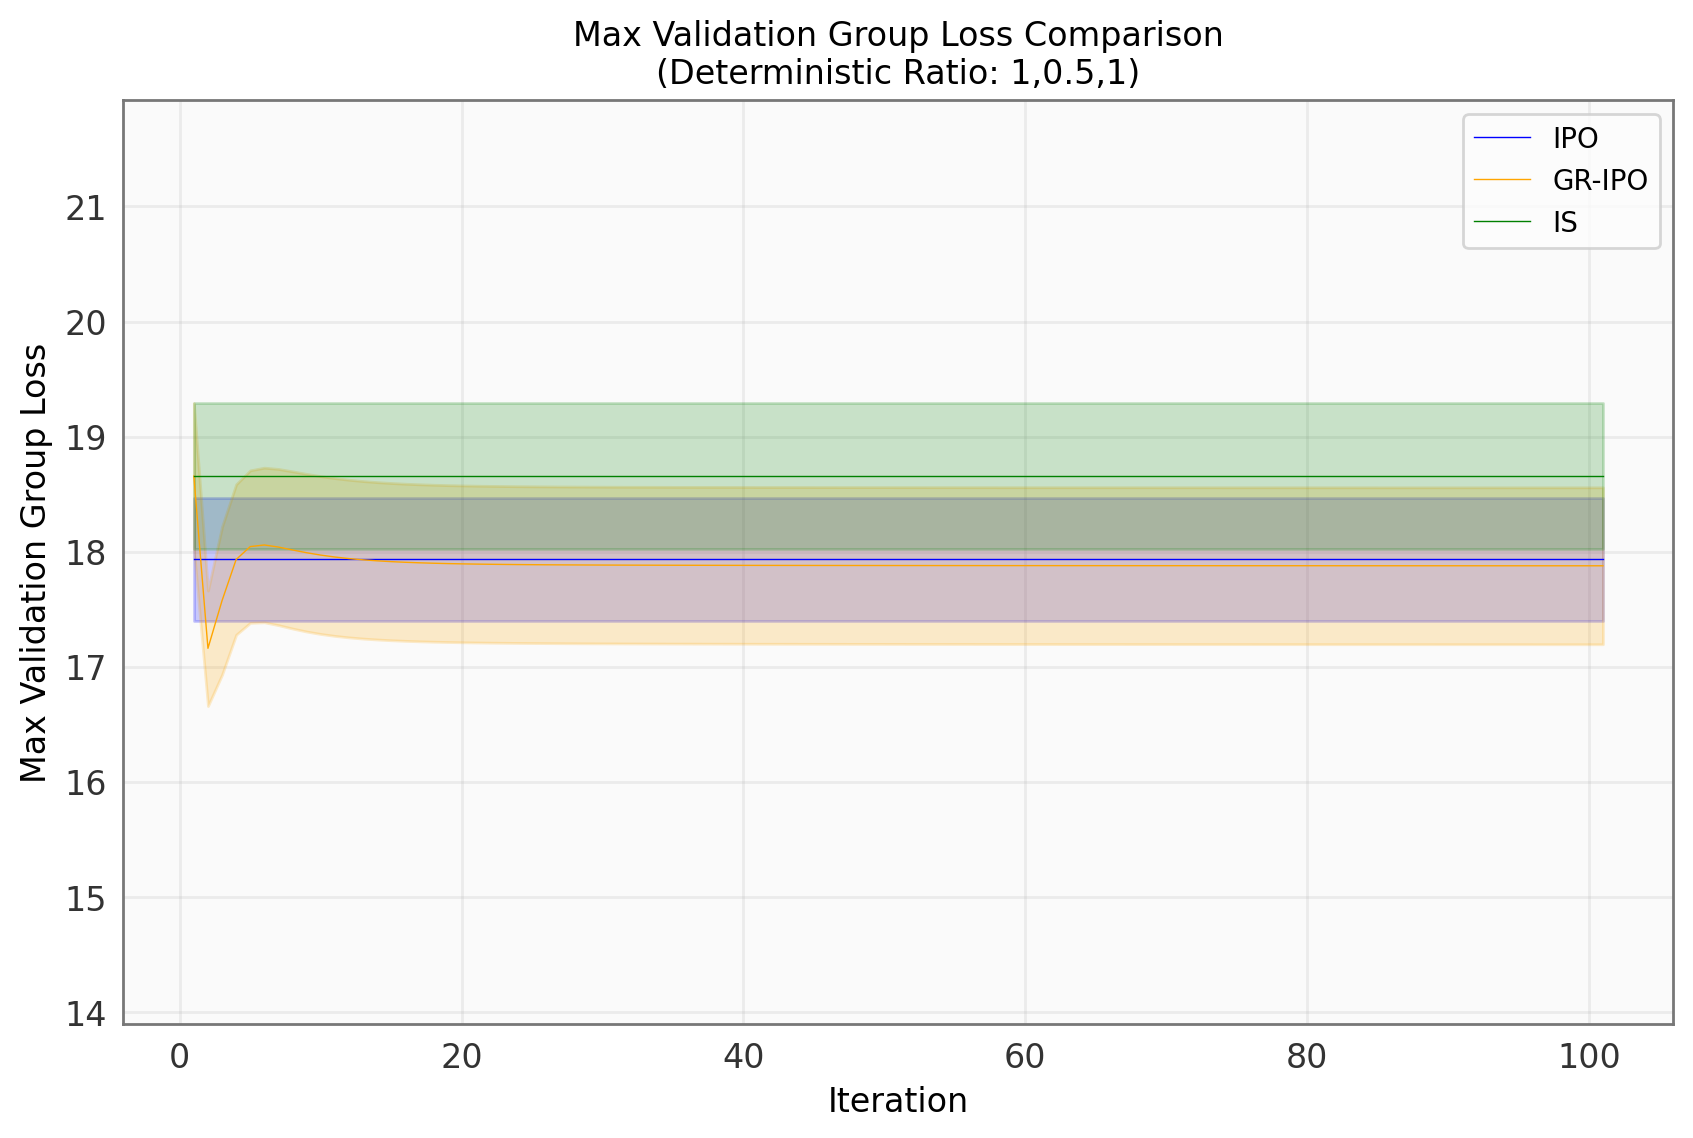 Max Validation Group Loss Comparison
(Deterministic Ratio: 1,0.5,1)
IPO
GR-IPO
IS
Max Validation Group Loss
21
20
19
18
17
16
15
14
0 20 40 60 80 100
Iteration